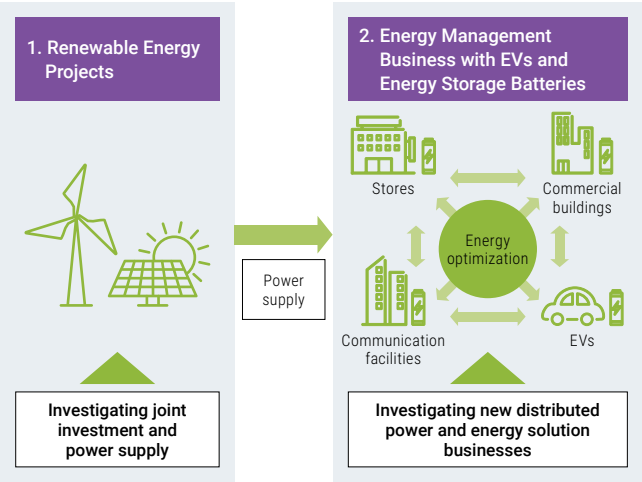 1. Renewable Energy
Projects
Investigating joint
investment and
power supply
Power
supply
2. Energy Management
Business with EVs and
Energy Storage Batteries
Stores
Commercial
buildings
Energy
optimization
Communication
facilities
EVs
Investigating new distributed
power and energy solution
businesses